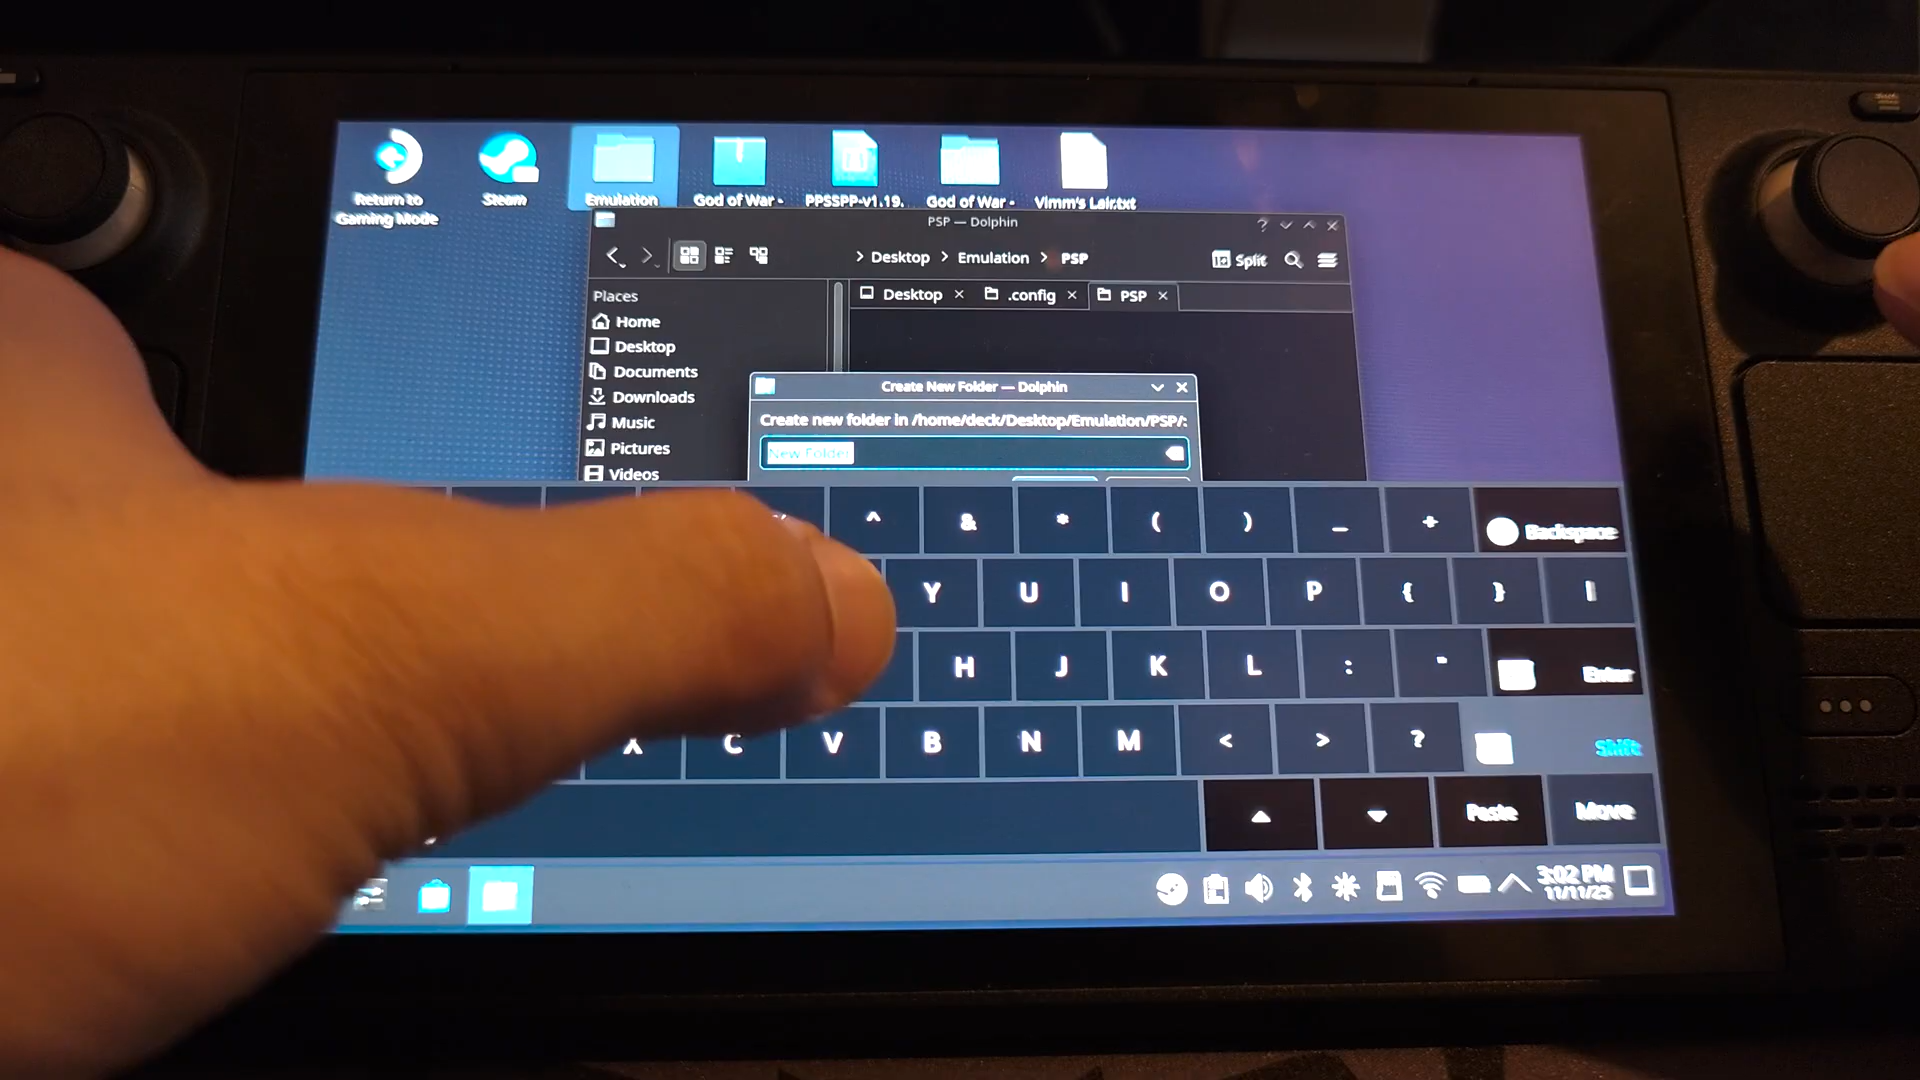 Return to
Gaming Mode
Steam
Emulation
God of War -
PPSSPP-v1.19.
God of War -
Vimm's Lair.txt
PSP — Dolphin
? 
> Desktop > Emulation > PSP
Split
Places
Desktop
.config
PSP
Home
Desktop
Documents
Downloads
Music
Pictures
Videos
Create New Folder — Dolphin
Create new folder in /home/deck/Desktop/Emulation/PSP/:
New Folder
^ & * ( ) _ + Backspace
Y U I O P { } |
H J K L : " Enter
X C V B N M < > ? Shift
Paste Move
3:02 PM
11/11/25